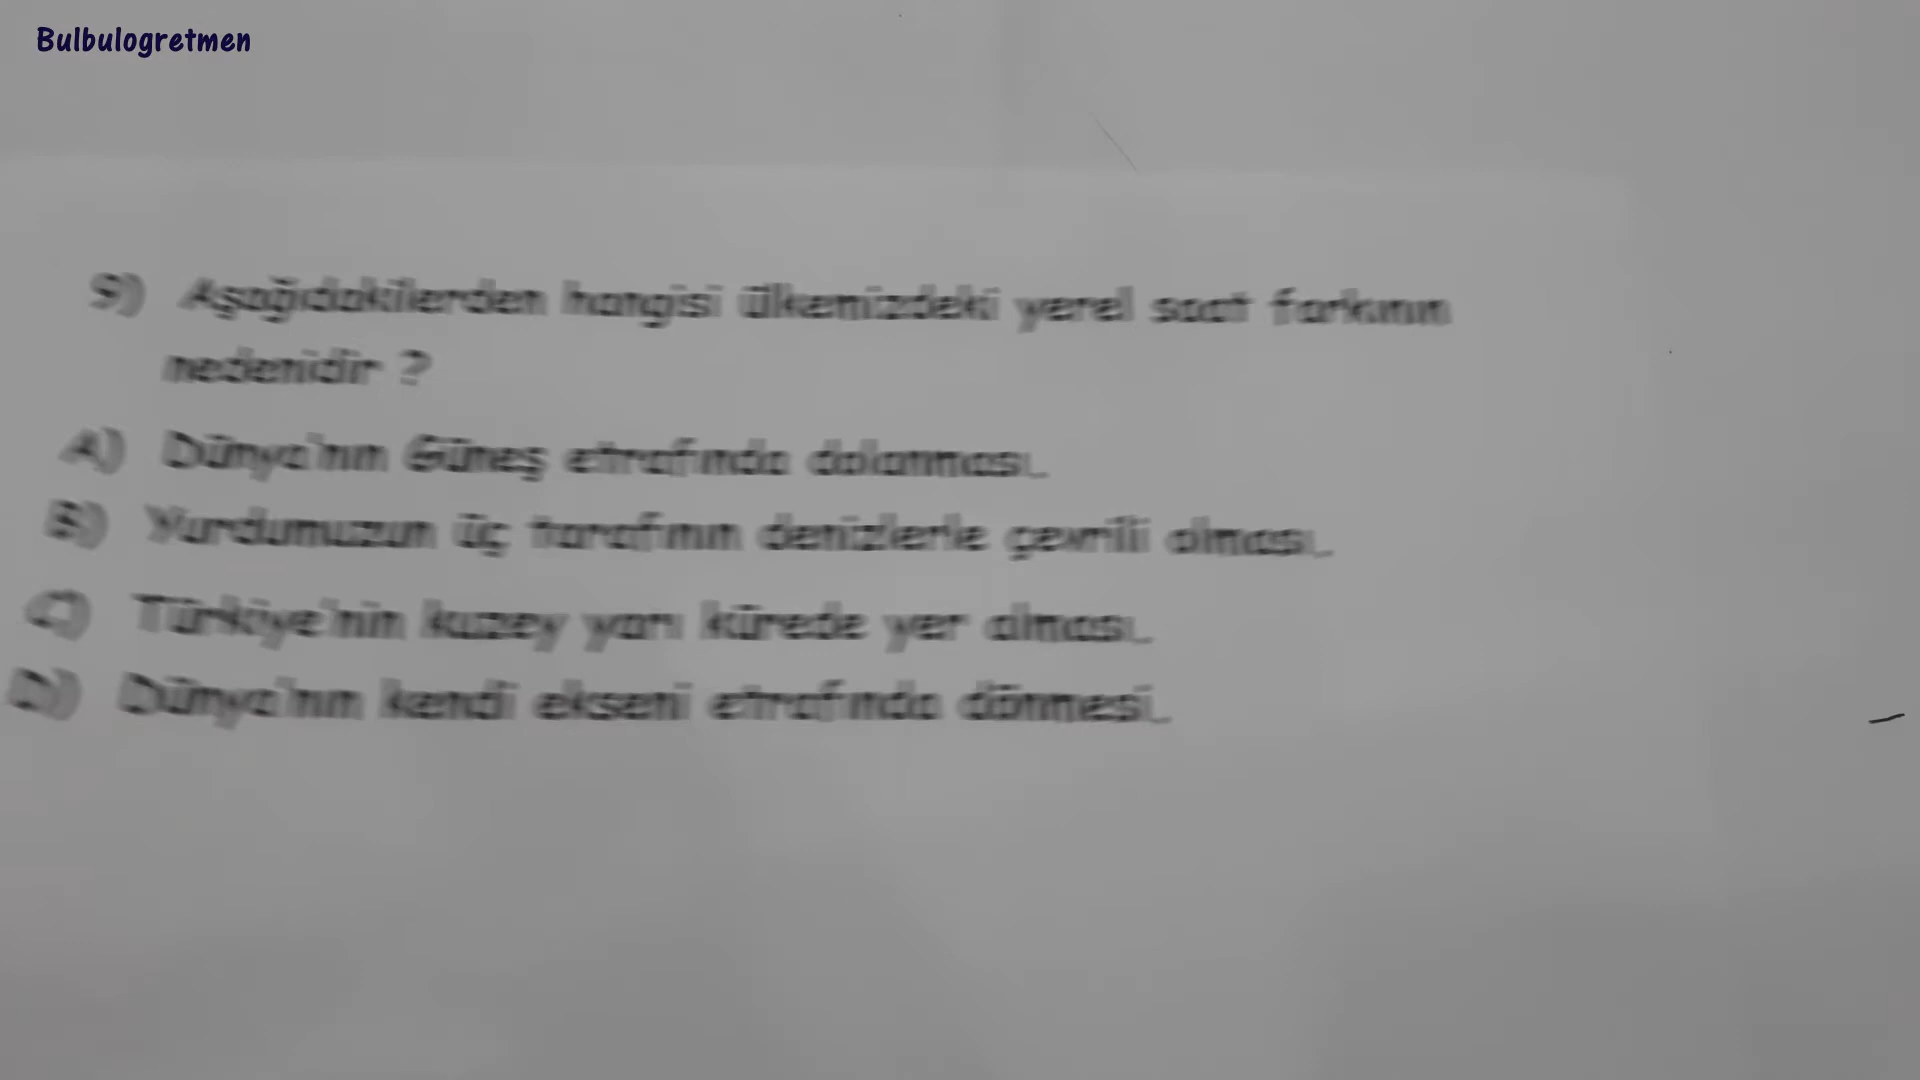 Bulbulogretmen
9) Aşağıdakilerden hangisi ülkemizdeki yerel saat farkının
nedenidir ?
A) Dünya'nın Güneş etrafında dolanması.
B) Yurdumuzun üç tarafının denizlerle çevrili olması.
C) Türkiye'nin kuzey yarı kürede yer alması.
D) Dünya'nın kendi ekseni etrafında dönmesi.